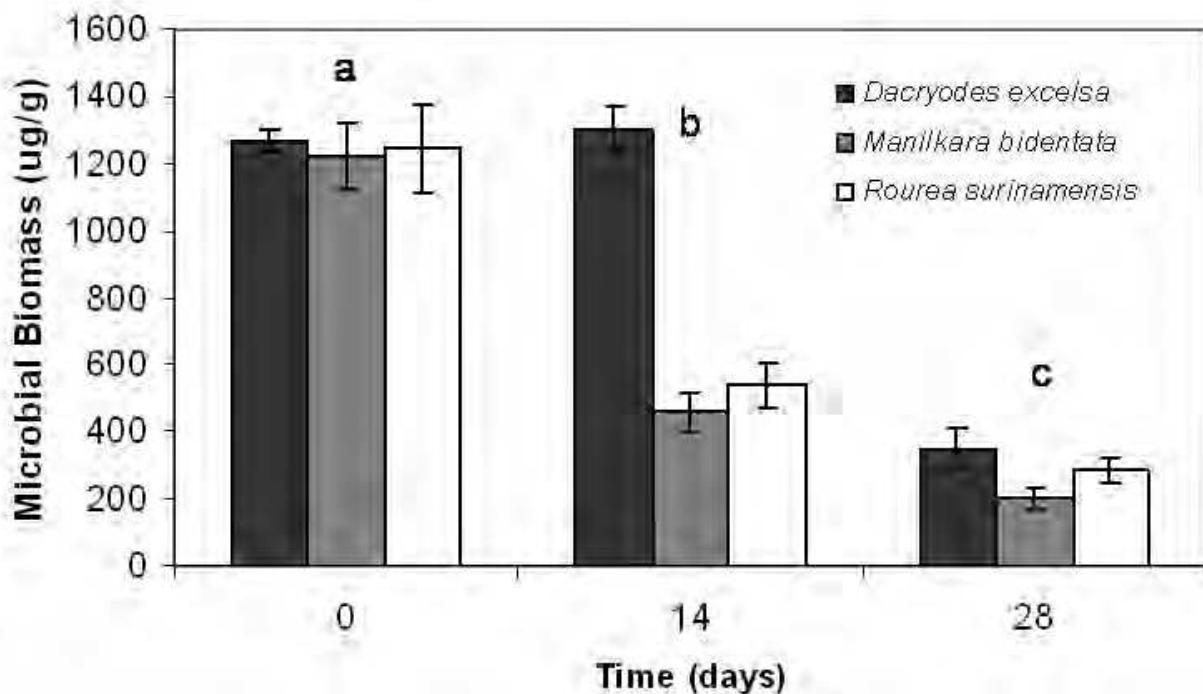 Microbial Biomass (ug/g)
1600
1400
1200
1000
800
600
400
200
0
a
b
c
Dacryodes excelsa
Manilkara bidentata
Rourea surinamensis
0 14 28
Time (days)